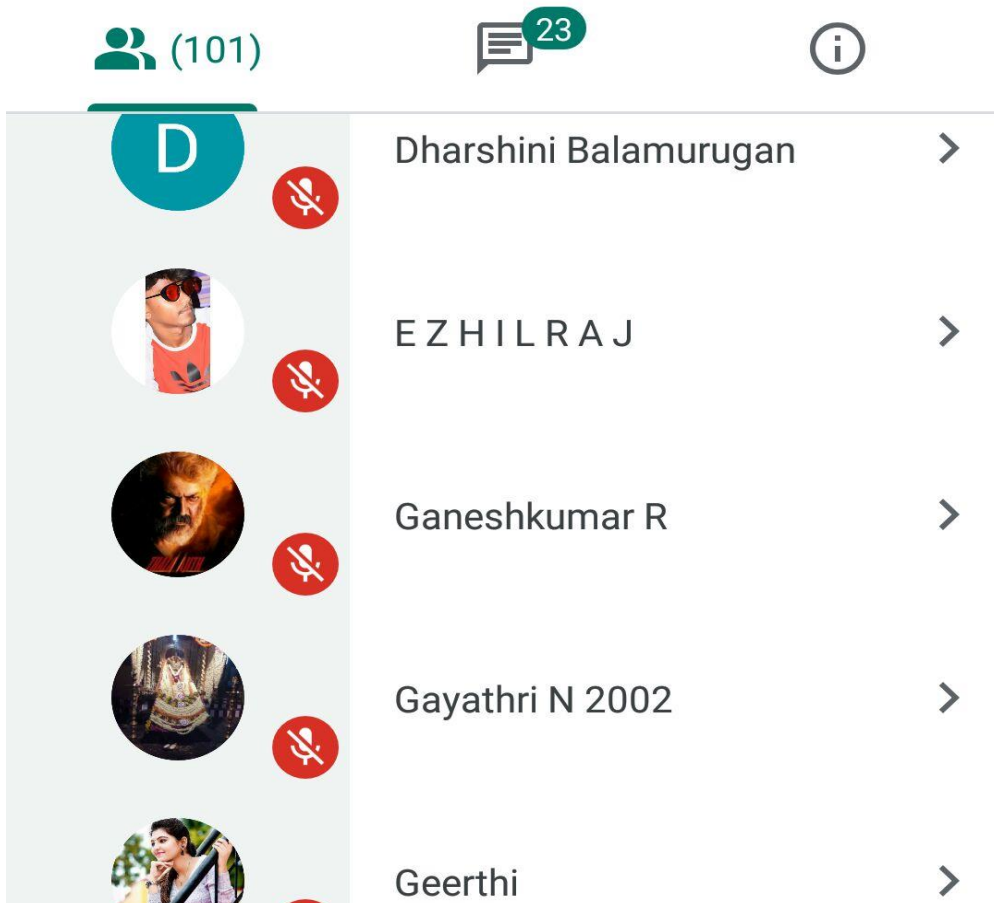 (101)
23
D
Dharshini Balamurugan
E Z H I L R A J
Ganeshkumar R
Gayathri N 2002
Geerthi